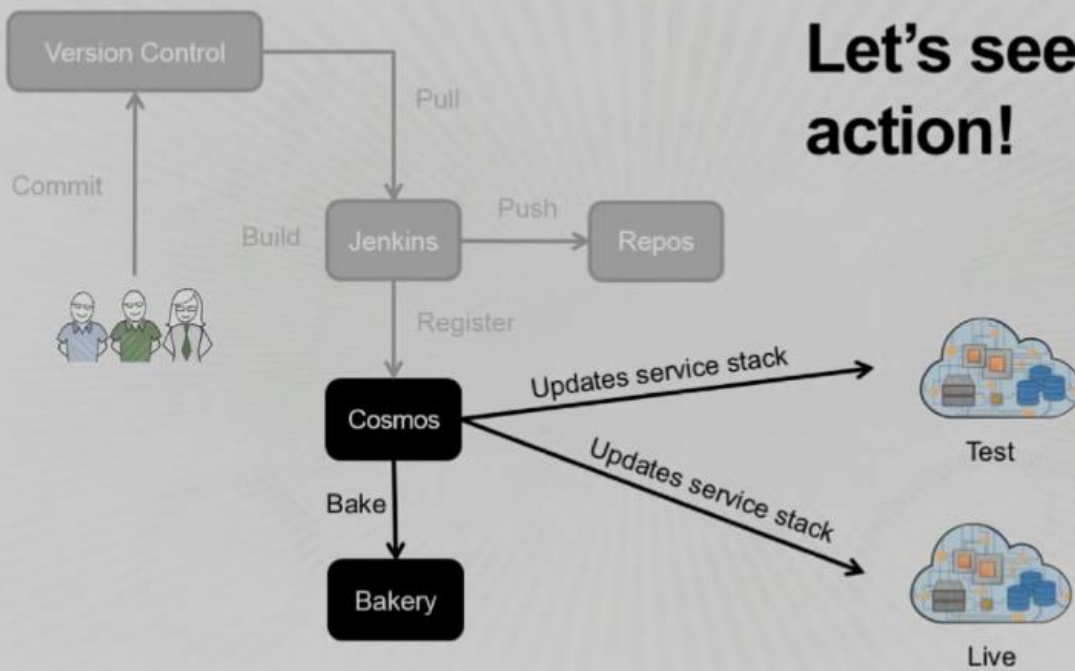 Version Control
Let's see
action!
Pull
Commit
Push
Build
Jenkins
Repos
Register
Updates service stack
Cosmos
Test
Updates service stack
Bake
Bakery
Live